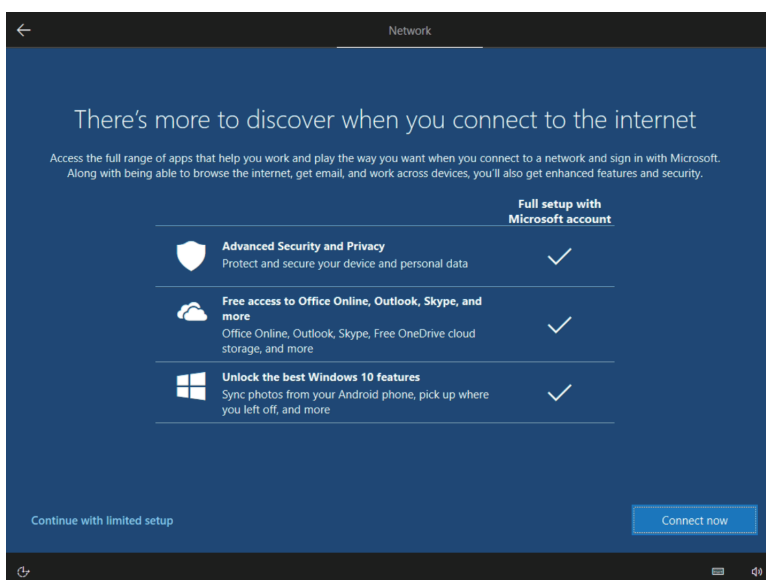 Network
There's more to discover when you connect to the internet
Access the full range of apps that help you work and play the way you want when you connect to a network and sign in with Microsoft.
Along with being able to browse the internet, get email, and work across devices, you'll also get enhanced features and security.
Full setup with
Microsoft account
Advanced Security and Privacy
Protect and secure your device and personal data
Free access to Office Online, Outlook, Skype, and
more
Office Online, Outlook, Skype, Free OneDrive cloud
storage, and more
Unlock the best Windows 10 features
Sync photos from your Android phone, pick up where
you left off, and more
Continue with limited setup
Connect now